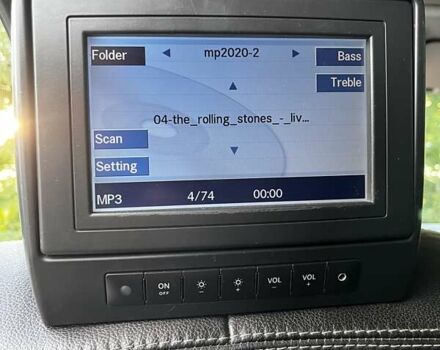 Folder mp2020-2 Bass
Treble
04-the_rolling_stones_-_liv...
Scan
Setting
MP3 4/74 00:00
ON VOL VOL
OFF - + - +